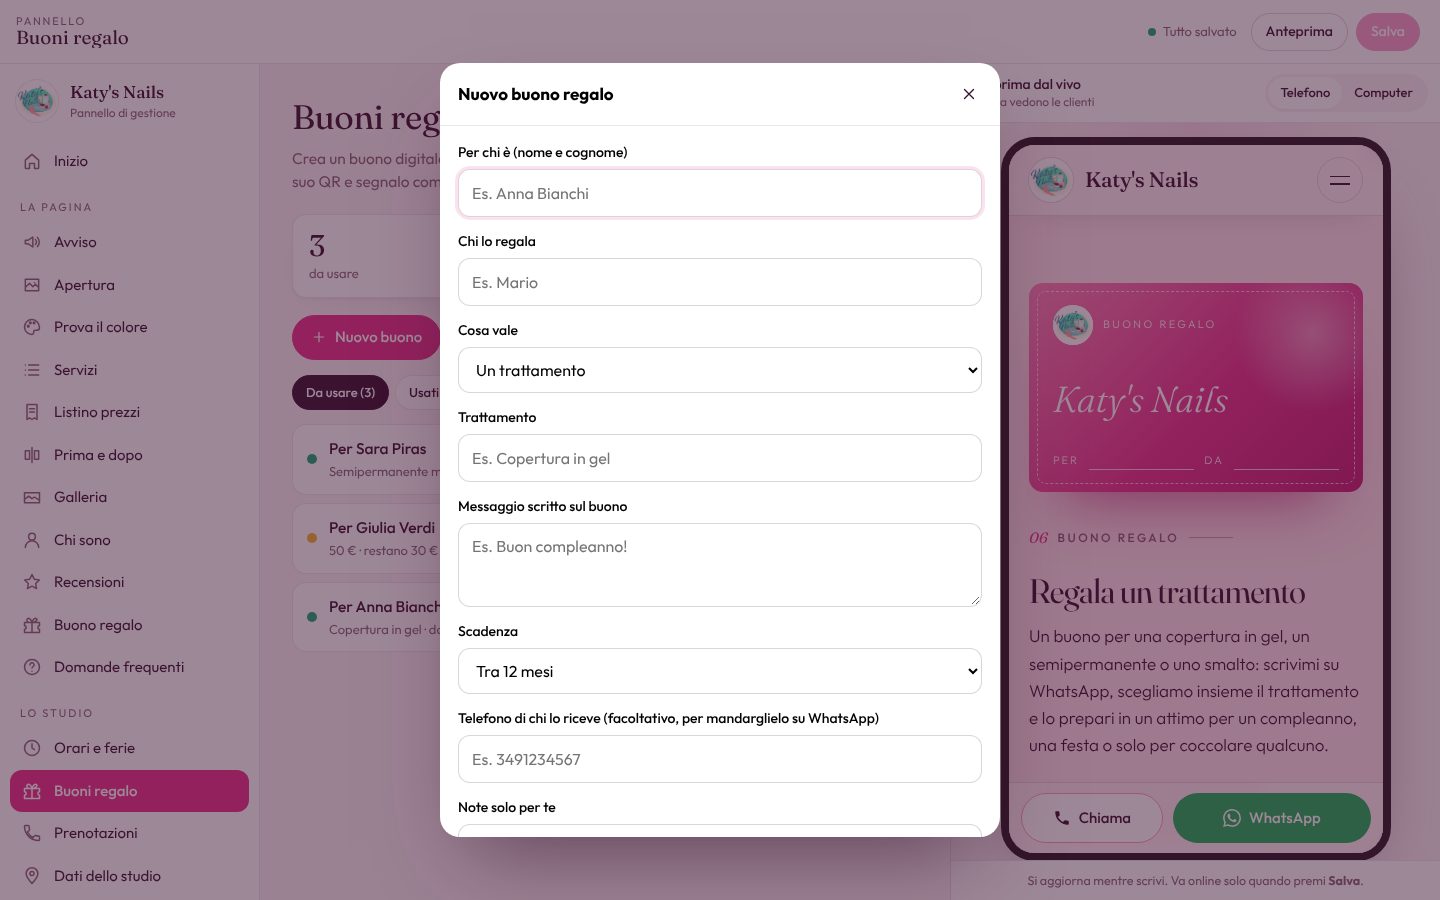 PANNELLO
Buoni regalo
Tutto salvato
Anteprima
Salva
Katy's Nails
Pannello di gestione
Inizio
LA PAGINA
Avviso
Apertura
Prova il colore
Servizi
Listino prezzi
Prima e dopo
Galleria
Chi sono
Recensioni
Buono regalo
Domande frequenti
LO STUDIO
Orari e ferie
Buoni regalo
Prenotazioni
Dati dello studio
Buoni reg
Crea un buono digitale
suo QR e segnalo com
3
da usare
Nuovo buono
Da usare (3)
Usati
Per Sara Piras
Semipermanente m
Per Giulia Verdi
50 € · restano 30 €
Per Anna Bianch
Copertura in gel · da
Nuovo buono regalo
Per chi è (nome e cognome)
Es. Anna Bianchi
Chi lo regala
Es. Mario
Cosa vale
Un trattamento
Trattamento
Es. Copertura in gel
Messaggio scritto sul buono
Es. Buon compleanno!
Scadenza
Tra 12 mesi
Telefono di chi lo riceve (facoltativo, per mandarglielo su WhatsApp)
Es. 3491234567
Note solo per te
rima dal vivo
a vedono le clienti
Telefono
Computer
Katy's Nails
BUONO REGALO
Katy's Nails
PER
DA
06 BUONO REGALO
Regala un trattamento
Un buono per una copertura in gel, un
semipermanente o uno smalto: scrivimi su
WhatsApp, scegliamo insieme il trattamento
e lo prepari in un attimo per un compleanno,
una festa o solo per coccolare qualcuno.
Chiama
WhatsApp
Si aggiorna mentre scrivi. Va online solo quando premi Salva.